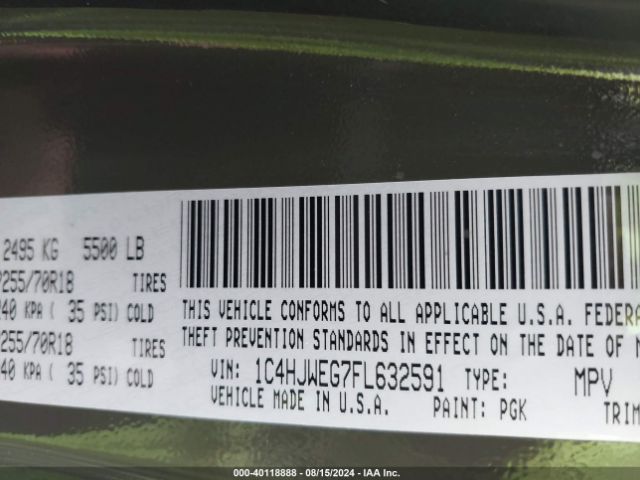 2495 KG 5500 LB
255/70R18 TIRES
40 KPA ( 35 PSI) COLD
255/70R18 TIRES
40 KPA ( 35 PSI) COLD
THIS VEHICLE CONFORMS TO ALL APPLICABLE U.S.A. FEDERA
THEFT PREVENTION STANDARDS IN EFFECT ON THE DATE OF
VIN: 1C4HJWEG7FL632591 TYPE: MPV
VEHICLE MADE IN U.S.A. PAINT: PGK TRIM
000-40118888 - 08/15/2024 - IAA Inc.